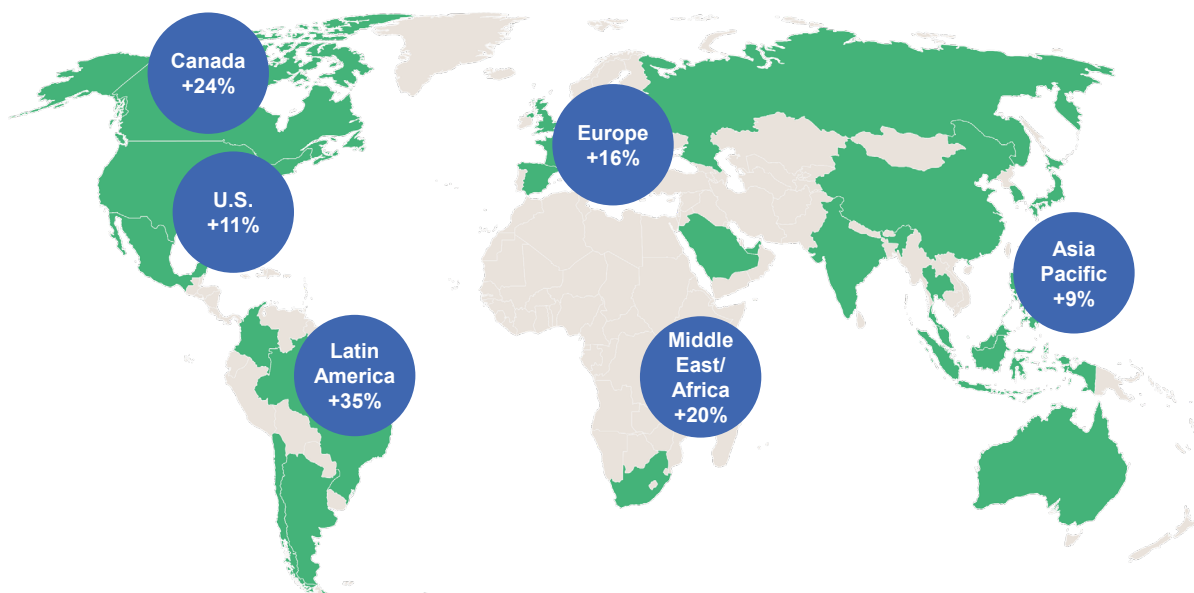 Canada
+24%
U.S.
+11%
Latin
America
+35%
Europe
+16%
Middle
East/
Africa
+20%
Asia
Pacific
+9%